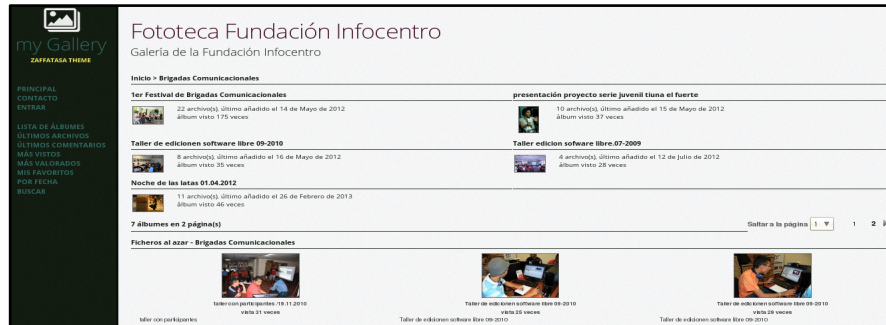 my Gallery
ZAFFATASA THEME
PRINCIPAL
CONTACTO
ENTRAR
LISTA DE ÁLBUMES
ÚLTIMOS ARCHIVOS
ÚLTIMOS COMENTARIOS
MÁS VISTOS
MÁS VALORADOS
MIS FAVORITOS
POR FECHA
BUSCAR
Fototeca Fundación Infocentro
Galería de la Fundación Infocentro
Inicio > Brigadas Comunicacionales
1er Festival de Brigadas Comunicacionales
22 archivo(s), último añadido el 14 de Mayo de 2012
álbum visto 175 veces
presentación proyecto serie juvenil tiuna el fuerte
10 archivo(s), último añadido el 15 de Mayo de 2012
álbum visto 37 veces
Taller de edicionen software libre 09-2010
8 archivo(s), último añadido el 16 de Mayo de 2012
álbum visto 35 veces
Taller edicion sofware libre.07-2009
4 archivo(s), último añadido el 12 de Julio de 2012
álbum visto 28 veces
Noche de las latas 01.04.2012
11 archivo(s), último añadido el 26 de Febrero de 2013
álbum visto 46 veces
7 álbumes en 2 página(s)
Saltar a la página 1 1 2
Ficheros al azar - Brigadas Comunicacionales
taller con participantes /19.11.2010
vista 31 veces
taller con participantes
Taller de edicionen software libre 09-2010
vista 25 veces
Taller de edicionen software libre 09-2010
Taller de edicionen software libre 09-2010
vista 29 veces
Taller de edicionen software libre 09-2010